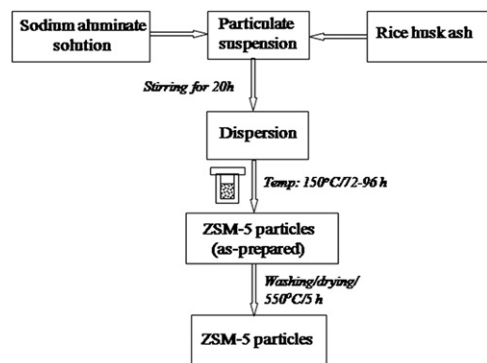 Sodium aluminate
solution
Particulate
suspension
Rice husk ash
Stirring for 20h
Dispersion
Temp: 150°C/72-96 h
ZSM-5 particles
(as-prepared)
Washing/drying/
550°C/5 h
ZSM-5 particles